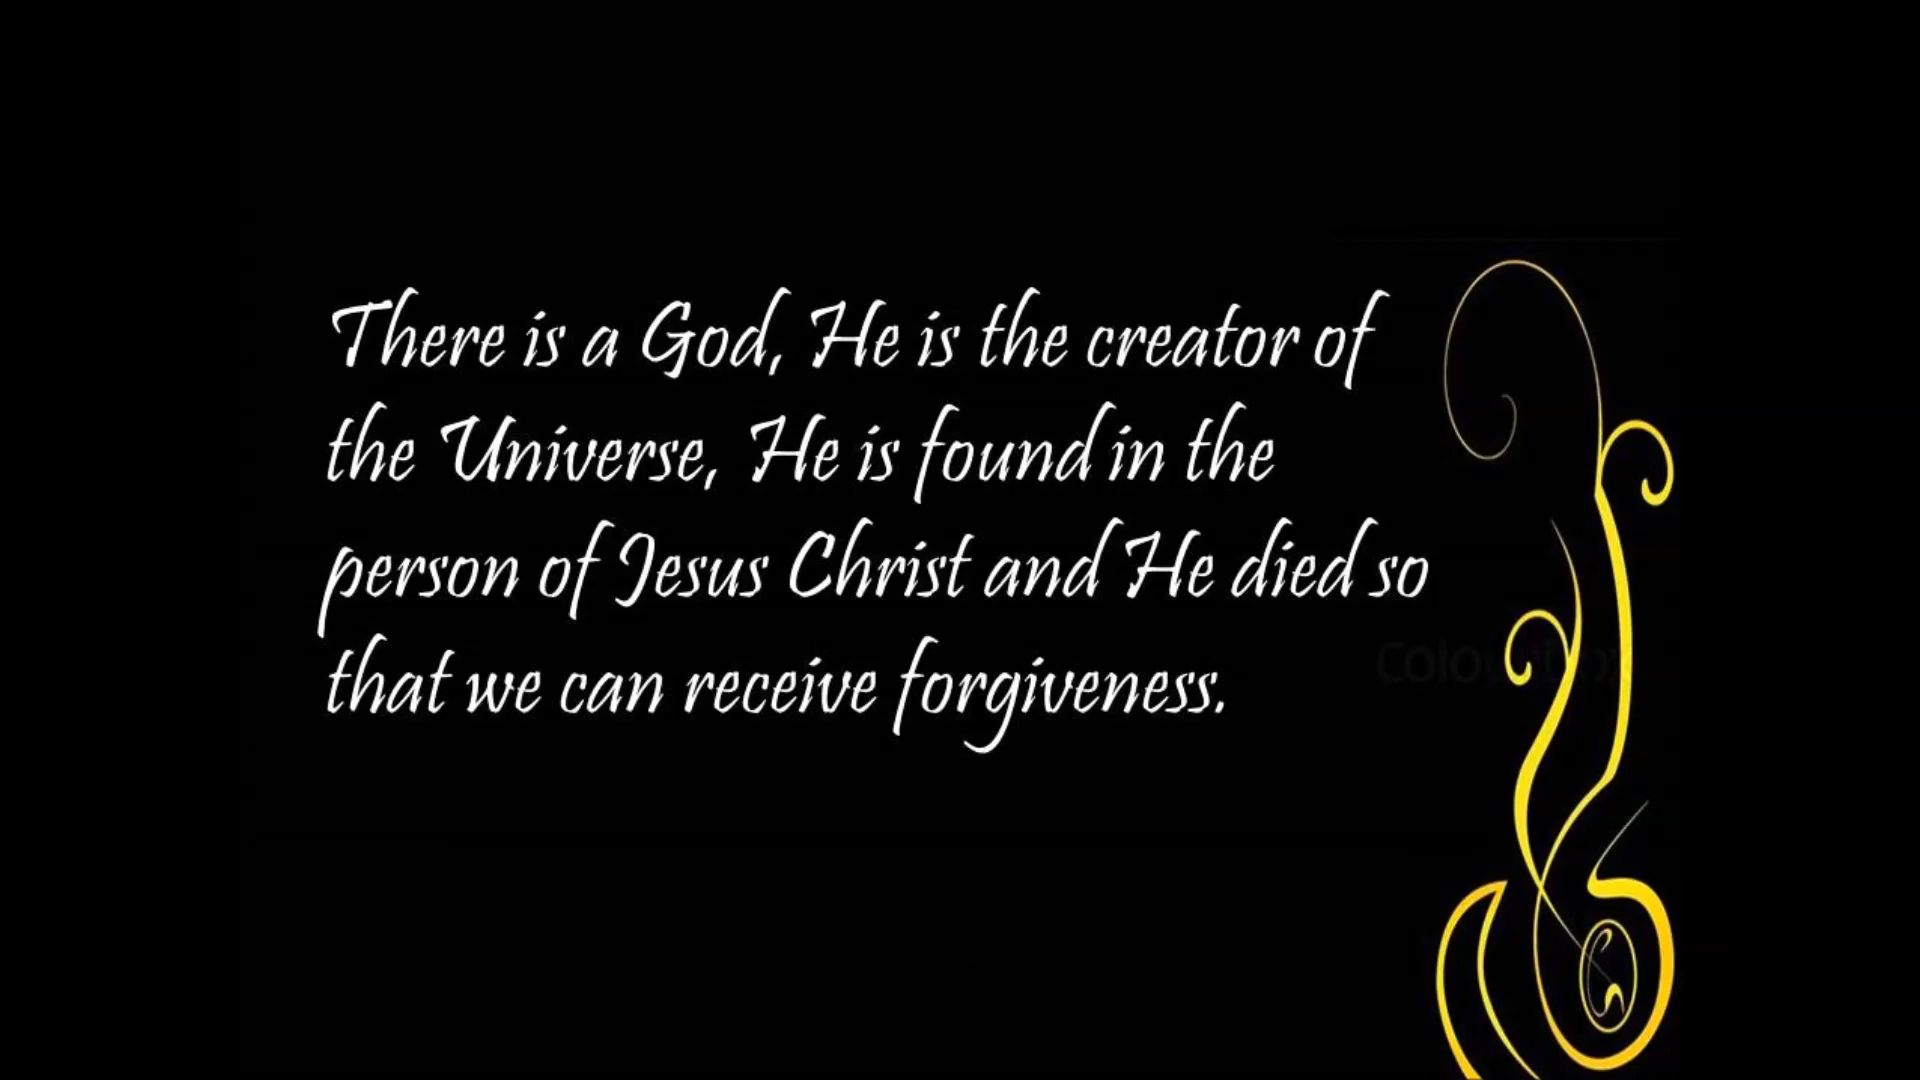 There is a God, He is the creator of
the Universe, He is found in the
person of Jesus Christ and He died so
that we can receive forgiveness.